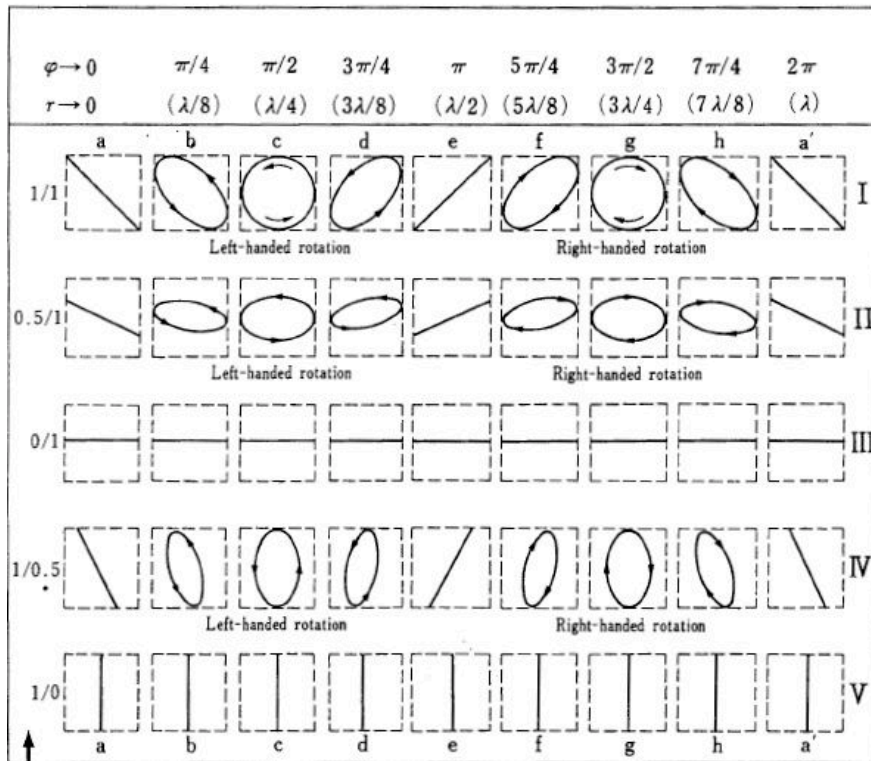 φ→0 π/4 π/2 3π/4 π 5π/4 3π/2 7π/4 2π
r→0 (λ/8) (λ/4) (3λ/8) (λ/2) (5λ/8) (3λ/4) (7λ/8) (λ)
a b c d e f g h a′
1/1 I
Left-handed rotation Right-handed rotation
0.5/1 II
Left-handed rotation Right-handed rotation
0/1 III
1/0.5 IV
Left-handed rotation Right-handed rotation
1/0 V
a b c d e f g h a′